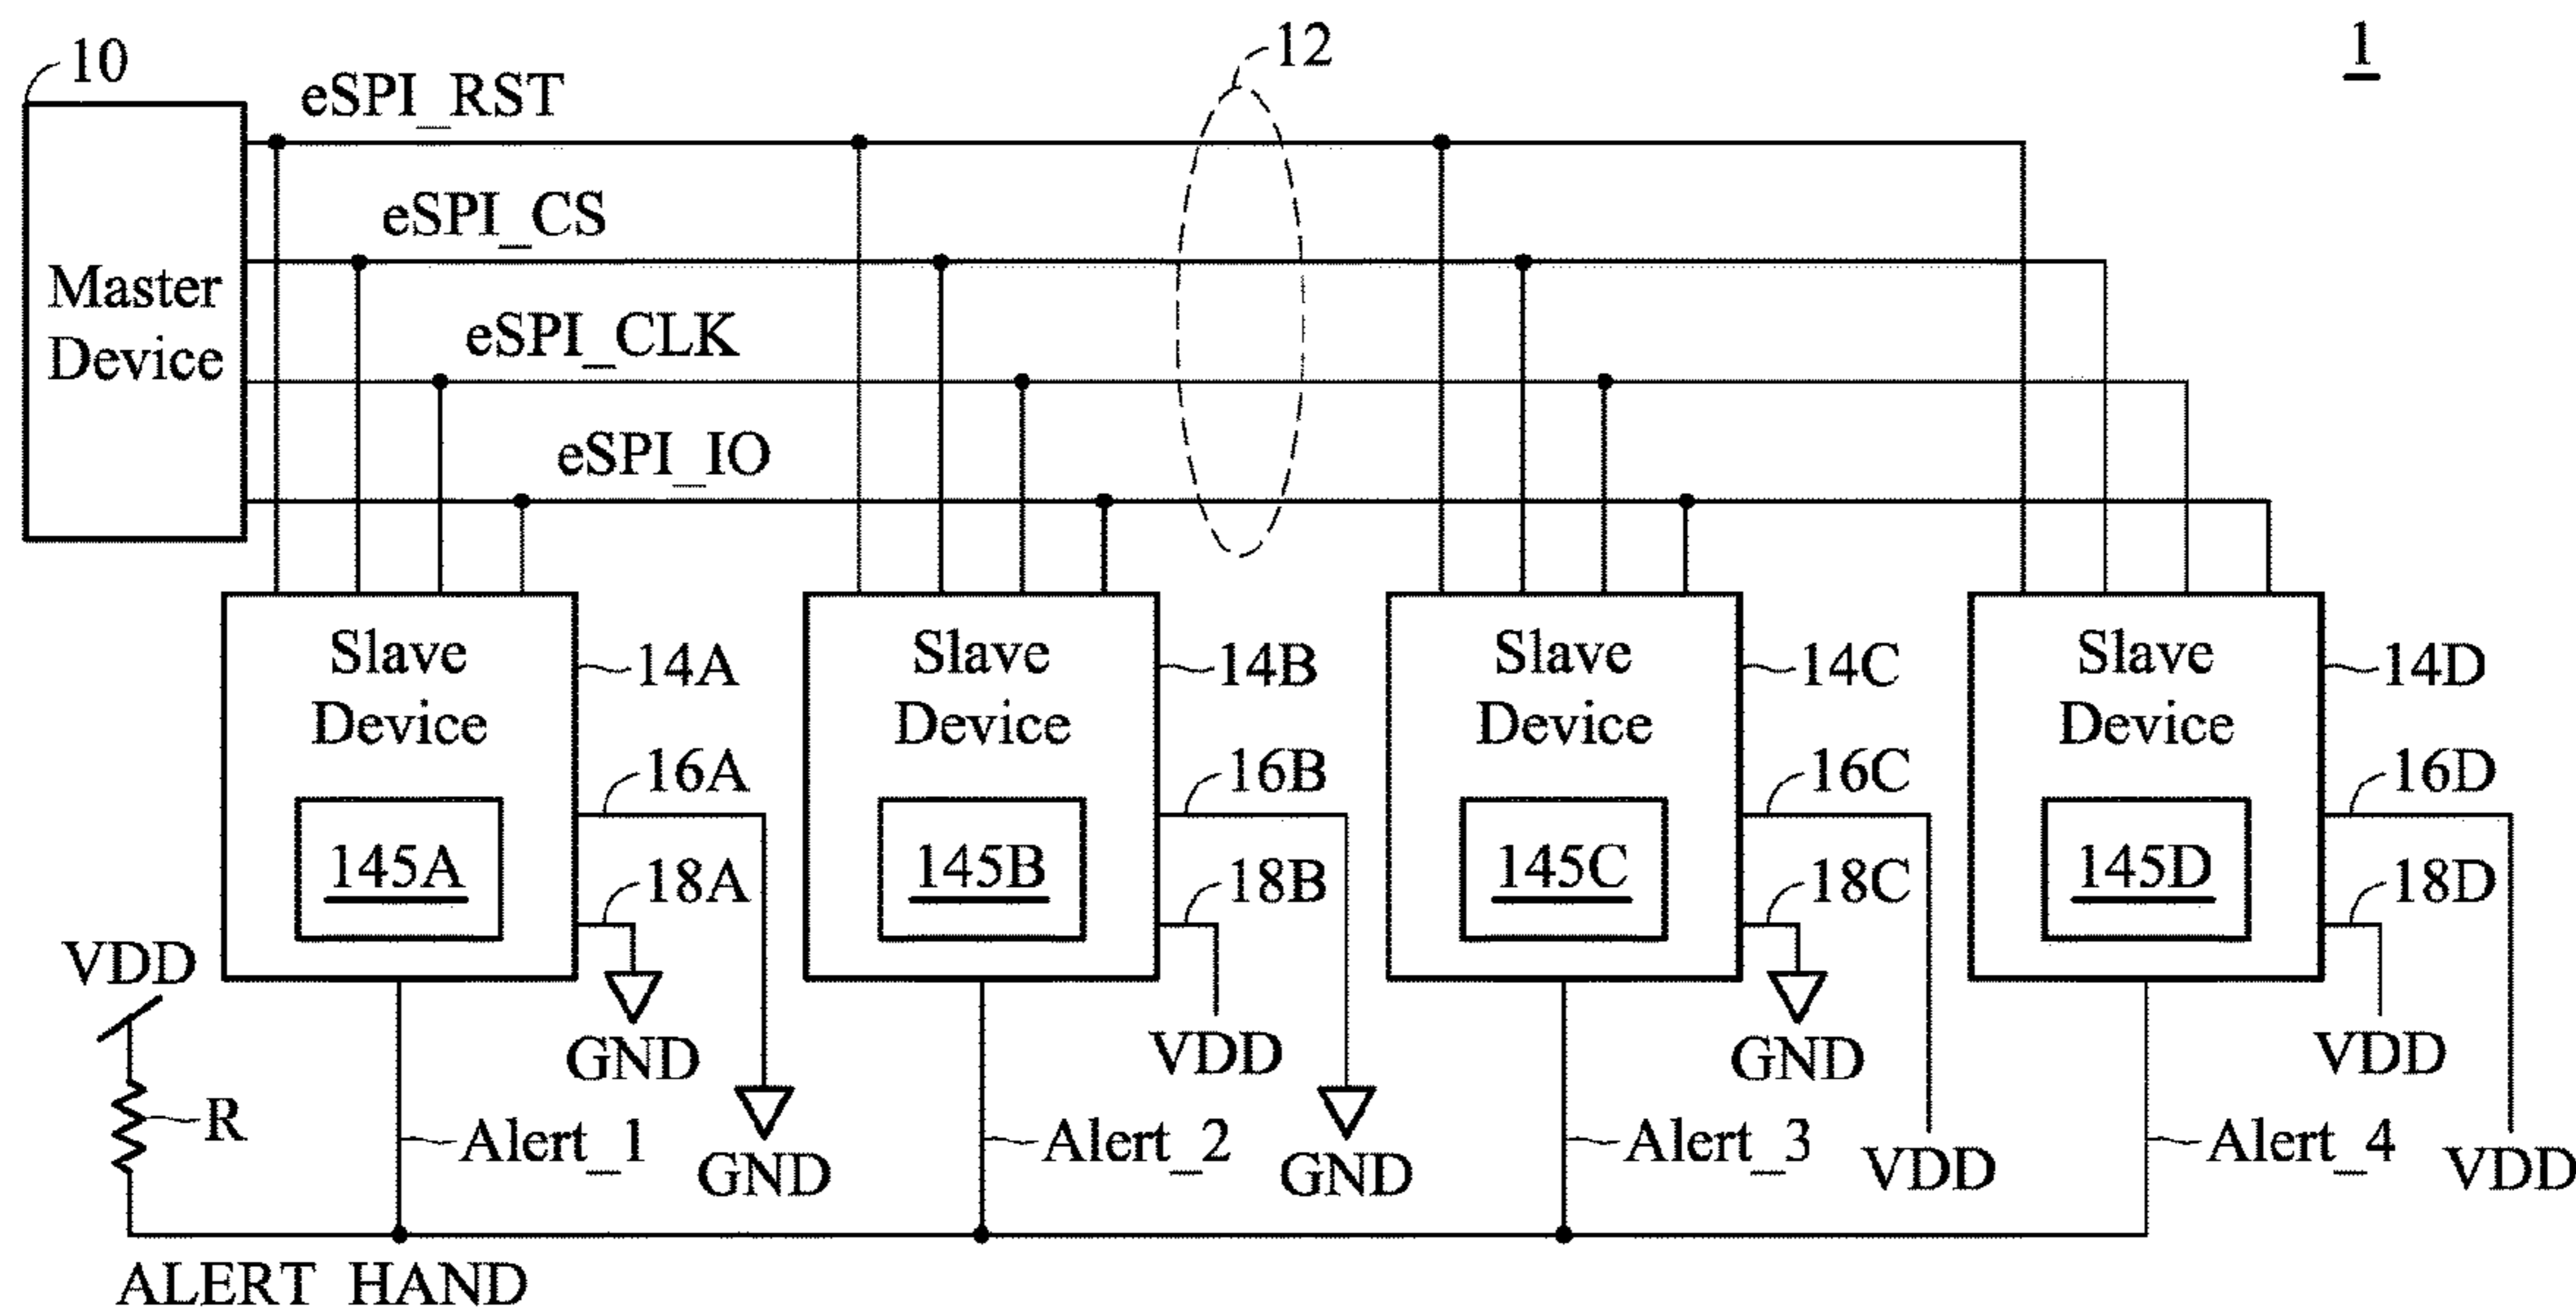 10
12
1
eSPI_RST
eSPI_CS
Master
Device
eSPI_CLK
eSPI_IO
Slave
Device
14A
16A
145A
18A
GND
GND
Alert_1
Slave
Device
14B
16B
145B
18B
VDD
GND
Alert_2
Slave
Device
14C
16C
145C
18C
GND
VDD
Alert_3
Slave
Device
14D
16D
145D
18D
VDD
VDD
Alert_4
VDD
R
ALERT_HAND